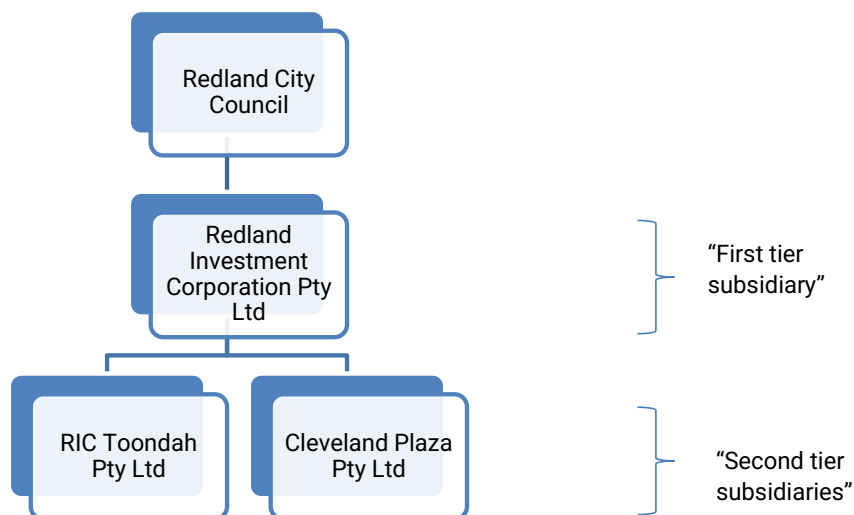 Redland City
Council
Redland
Investment
Corporation Pty
Ltd
“First tier
subsidiary”
RIC Toondah
Pty Ltd
Cleveland Plaza
Pty Ltd
“Second tier
subsidiaries”